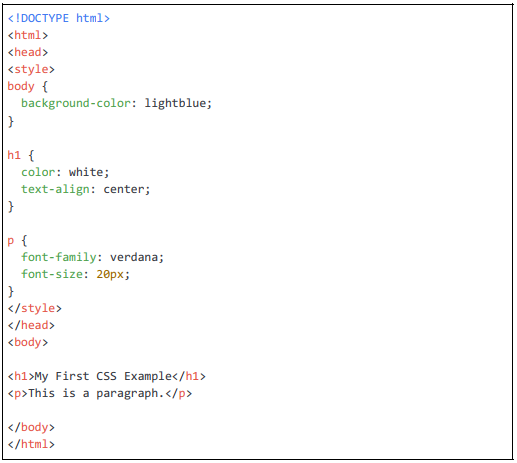 <!DOCTYPE html>
<html>
<head>
<style>
body {
  background-color: lightblue;
}

h1 {
  color: white;
  text-align: center;
}

p {
  font-family: verdana;
  font-size: 20px;
}
</style>
</head>
<body>

<h1>My First CSS Example</h1>
<p>This is a paragraph.</p>

</body>
</html>